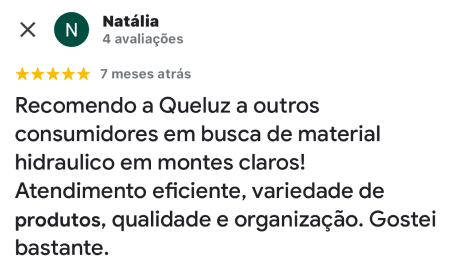 Natália
N
4 avaliações
7 meses atrás
Recomendo a Queluz a outros
consumidores em busca de material
hidraulico em montes claros!
Atendimento eficiente, variedade de
produtos, qualidade e organização. Gostei
bastante.